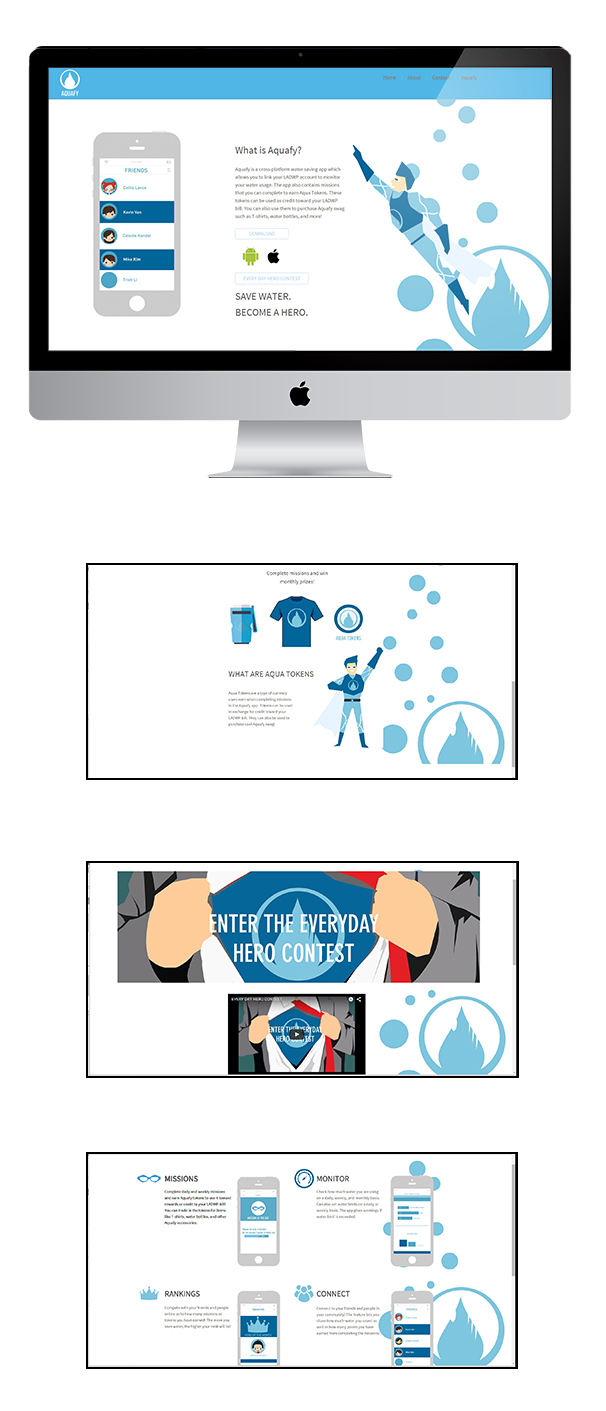 AQUAFY
Home About Contact
FRIENDS
Emilia Lance
Kevin Van
Celeste Randal
Mike Kim
Tran Li
What is Aquafy?
Aquafy is a cross-platform water saving app which
allows you to link your LADWP account to monitor
your water usage. The app also contains missions
that you can complete to earn Aqua Tokens. These
tokens can be used as credit toward your LADWP
bill. You can also use them to purchase Aquafy swag
such as T-shirts, water bottles, and more!
DOWNLOAD
EVERY DAY HERO CONTEST
SAVE WATER.
BECOME A HERO.
Complete missions and win
monthly prizes!
AQUA TOKENS
WHAT ARE AQUA TOKENS
Aqua Tokens are a type of currency
users earn when completing missions
in the Aquafy app. Tokens can be used
in exchange for credit toward your
LADWP bill. They can also be used to
purchase cool Aquafy swag!
ENTER THE EVERYDAY
HERO CONTEST
EVERY DAY HERO CONTEST
ENTER THE EVERYDAY
HERO CONTEST
MISSIONS
Complete daily and weekly missions
and earn Aquafy tokens to use it toward
rewards or credit to your LADWP bill!
You can trade in the tokens for items
like T-shirts, water bottles, and other
Aquafy accessories.
MONITOR
Check how much water you are using
on a daily, weekly, and monthly basis.
Can also set water limits on a daily or
weekly basis. The app gives warnings if
water limit is exceeded.
RANKINGS
Compete with your friends and people
online as to how many missions or
tokens you have earned! The more you
save water, the higher your rank will be!
CONNECT
Connect to your friends and people in
your community! The feature lets you
share how much water you saved as
well as how many points you have
earned from completing the missions.